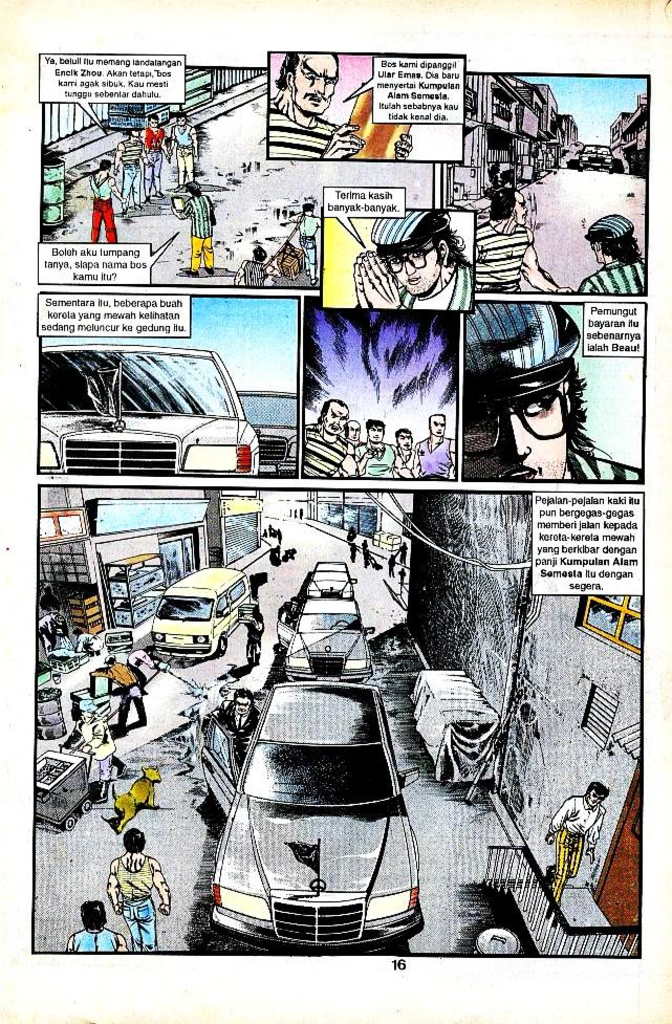 Ya, betul! Itu memang tandatangan
Encik Zhou. Akan tetapi, bos
kami agak sibuk. Kau mesti
tunggu sebentar dahulu.
Bos kami dipanggil
Ular Emas. Dia baru
menyertai Kumpulan
Alam Semesta.
Itulah sebabnya kau
tidak kenal dia.
Boleh aku tumpang
tanya, siapa nama bos
kamu itu?
Terima kasih
banyak-banyak.
Sementara itu, beberapa buah
kereta yang mewah kelihatan
sedang meluncur ke gedung itu.
Pemungut
bayaran itu
sebenarnya
ialah Beau!
Pejalan-pejalan kaki itu
pun bergegas-gegas
memberi jalan kepada
kereta-kereta mewah
yang berkibar dengan
panji Kumpulan Alam
Semesta itu dengan
segera.
16